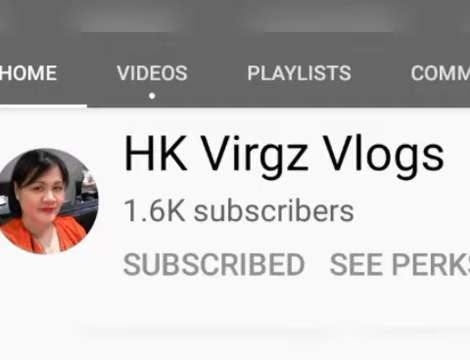 HOME VIDEOS PLAYLISTS COMM
HK Virgz Vlogs
1.6K subscribers
SUBSCRIBED SEE PERKS